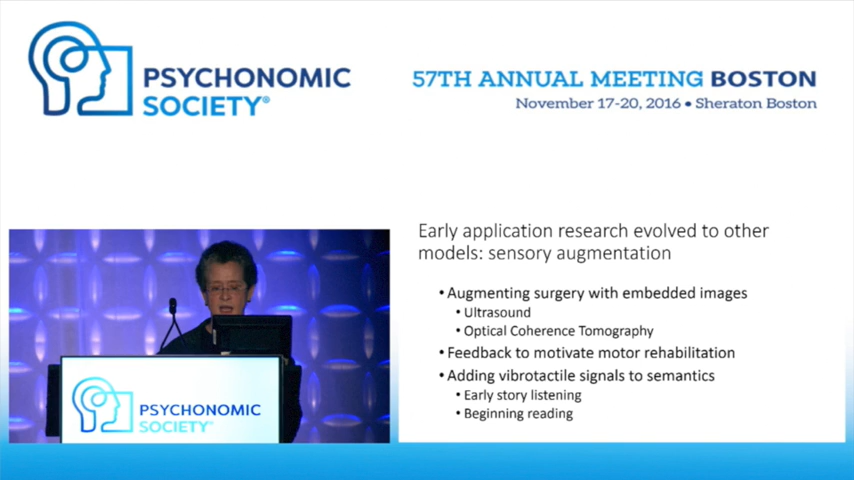 PSYCHONOMIC
SOCIETY®
57TH ANNUAL MEETING BOSTON
November 17-20, 2016 • Sheraton Boston
Early application research evolved to other
models: sensory augmentation
• Augmenting surgery with embedded images
• Ultrasound
• Optical Coherence Tomography
• Feedback to motivate motor rehabilitation
• Adding vibrotactile signals to semantics
• Early story listening
• Beginning reading
PSYCHONOMIC
SOCIETY®